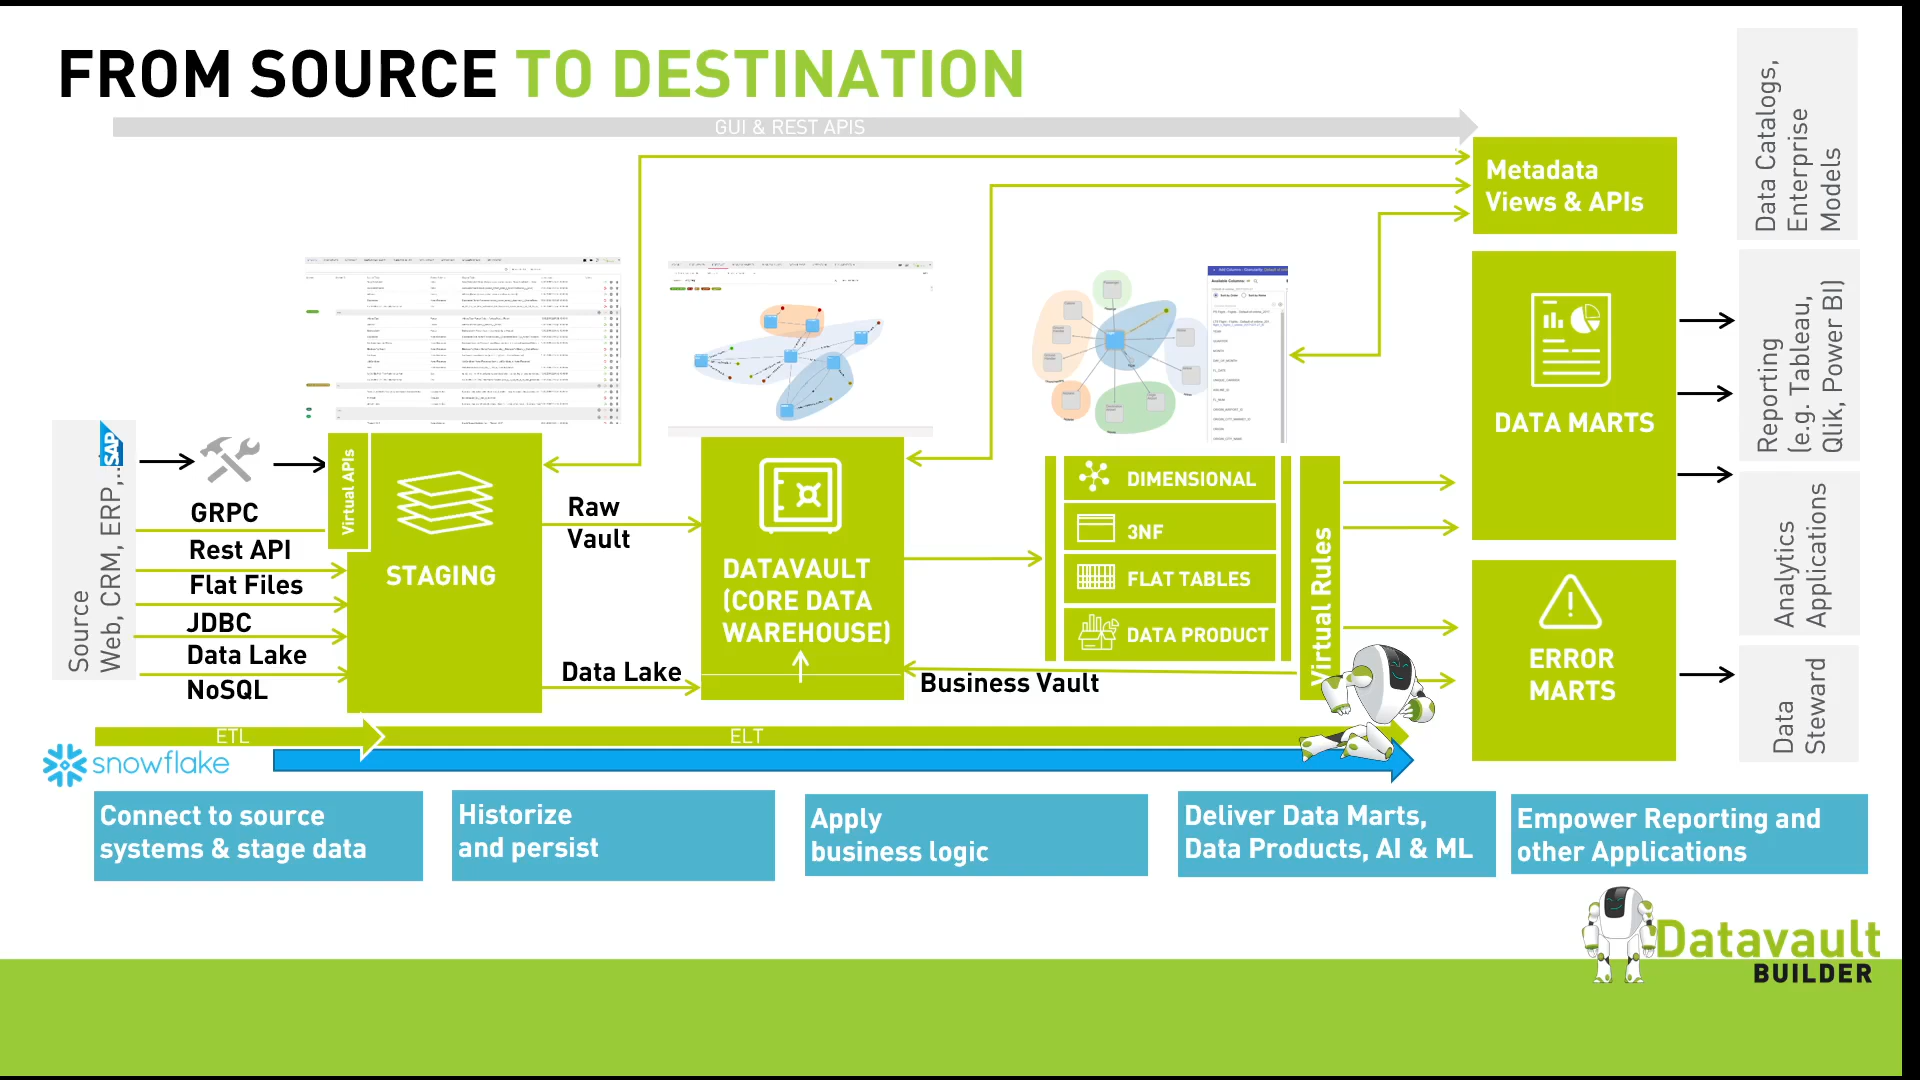 FROM SOURCE TO DESTINATION
GUI & REST APIS
Metadata
Views & APIs
Data Catalogs,
Enterprise
Models
Reporting
(e.g. Tableau,
Qlik, Power BI)
Analytics
Applications
Data
Steward
Source
Web, CRM, ERP,...
SAP
GRPC
Rest API
Flat Files
JDBC
Data Lake
NoSQL
Virtual APIs
STAGING
Raw
Vault
Data Lake
DATAVAULT
(CORE DATA
WAREHOUSE)
Business Vault
Available Columns
DIMENSIONAL
3NF
FLAT TABLES
DATA PRODUCT
Virtual Rules
DATA MARTS
ERROR
MARTS
ETL
ELT
snowflake
Connect to source
systems & stage data
Historize
and persist
Apply
business logic
Deliver Data Marts,
Data Products, AI & ML
Empower Reporting and
other Applications
Datavault
BUILDER